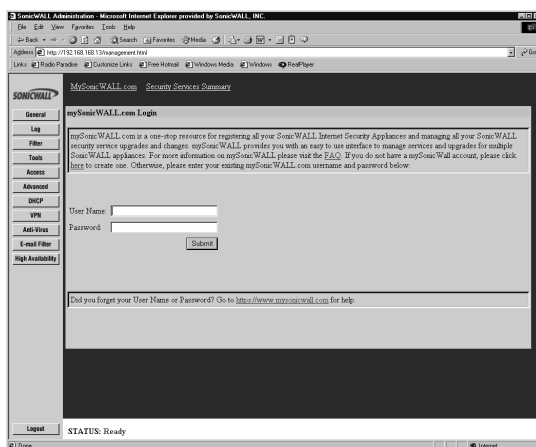 SonicWALL Administration - Microsoft Internet Explorer provided by SonicWALL, INC.
File Edit View Favorites Tools Help
Back Search Favorites Media
Address http://192.168.168.13/management.html Go
Links Radio Paradise Customize Links Free Hotmail Windows Media Windows RealPlayer
SONICWALL
MySonicWALL.com Security Services Summary
General
Log
Filter
Tools
Access
Advanced
DHCP
VPN
Anti-Virus
E-mail Filter
High Availability
mySonicWALL.com Login
mySonicWALL.com is a one-stop resource for registering all your SonicWALL Internet Security Appliances and managing all your SonicWALL
security service upgrades and changes. mySonicWALL provides you with an easy to use interface to manage services and upgrades for multiple
SonicWALL appliances. For more information on mySonicWALL please visit the FAQ. If you do not have a mySonicWall account, please click
here to create one. Otherwise, please enter your existing mySonicWALL.com username and password below:
User Name:
Password:
Submit
Did you forget your User Name or Password? Go to https://www.mysonicwall.com for help.
Logout
STATUS: Ready
Done Internet